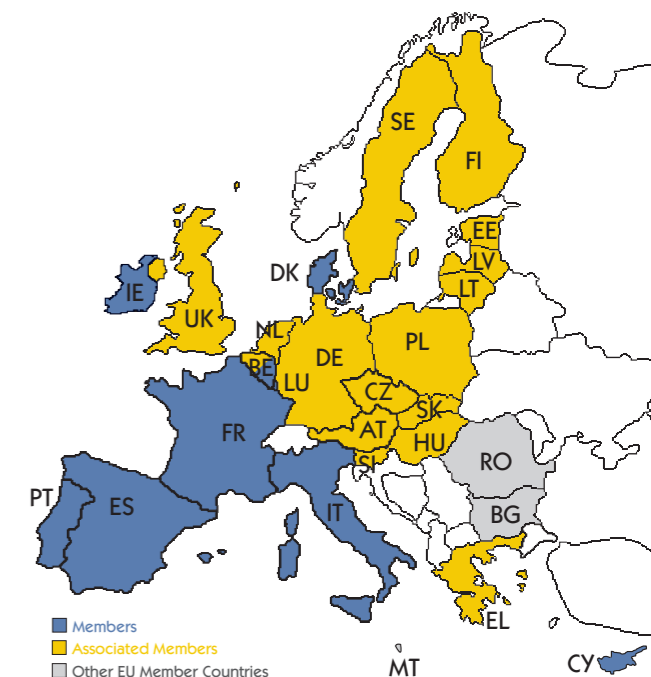 SE
FI
EE
LV
LT
DK
IE
UK
NL
BE
LU
DE
PL
CZ
SK
AT
HU
SI
FR
RO
BG
PT
ES
IT
EL
MT
CY
Members
Associated Members
Other EU Member Countries